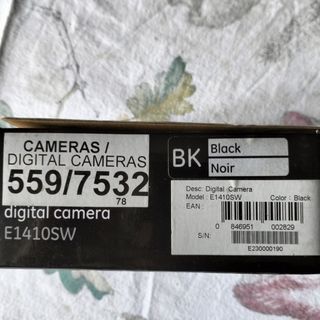 CAMERAS /
DIGITAL CAMERAS
559/7532
78
digital camera
E1410SW
BK
Black
Noir
Desc: Digital Camera
Model : E1410SW Color : Black
EAN :
0 846951 002829
S/N:
E230000190